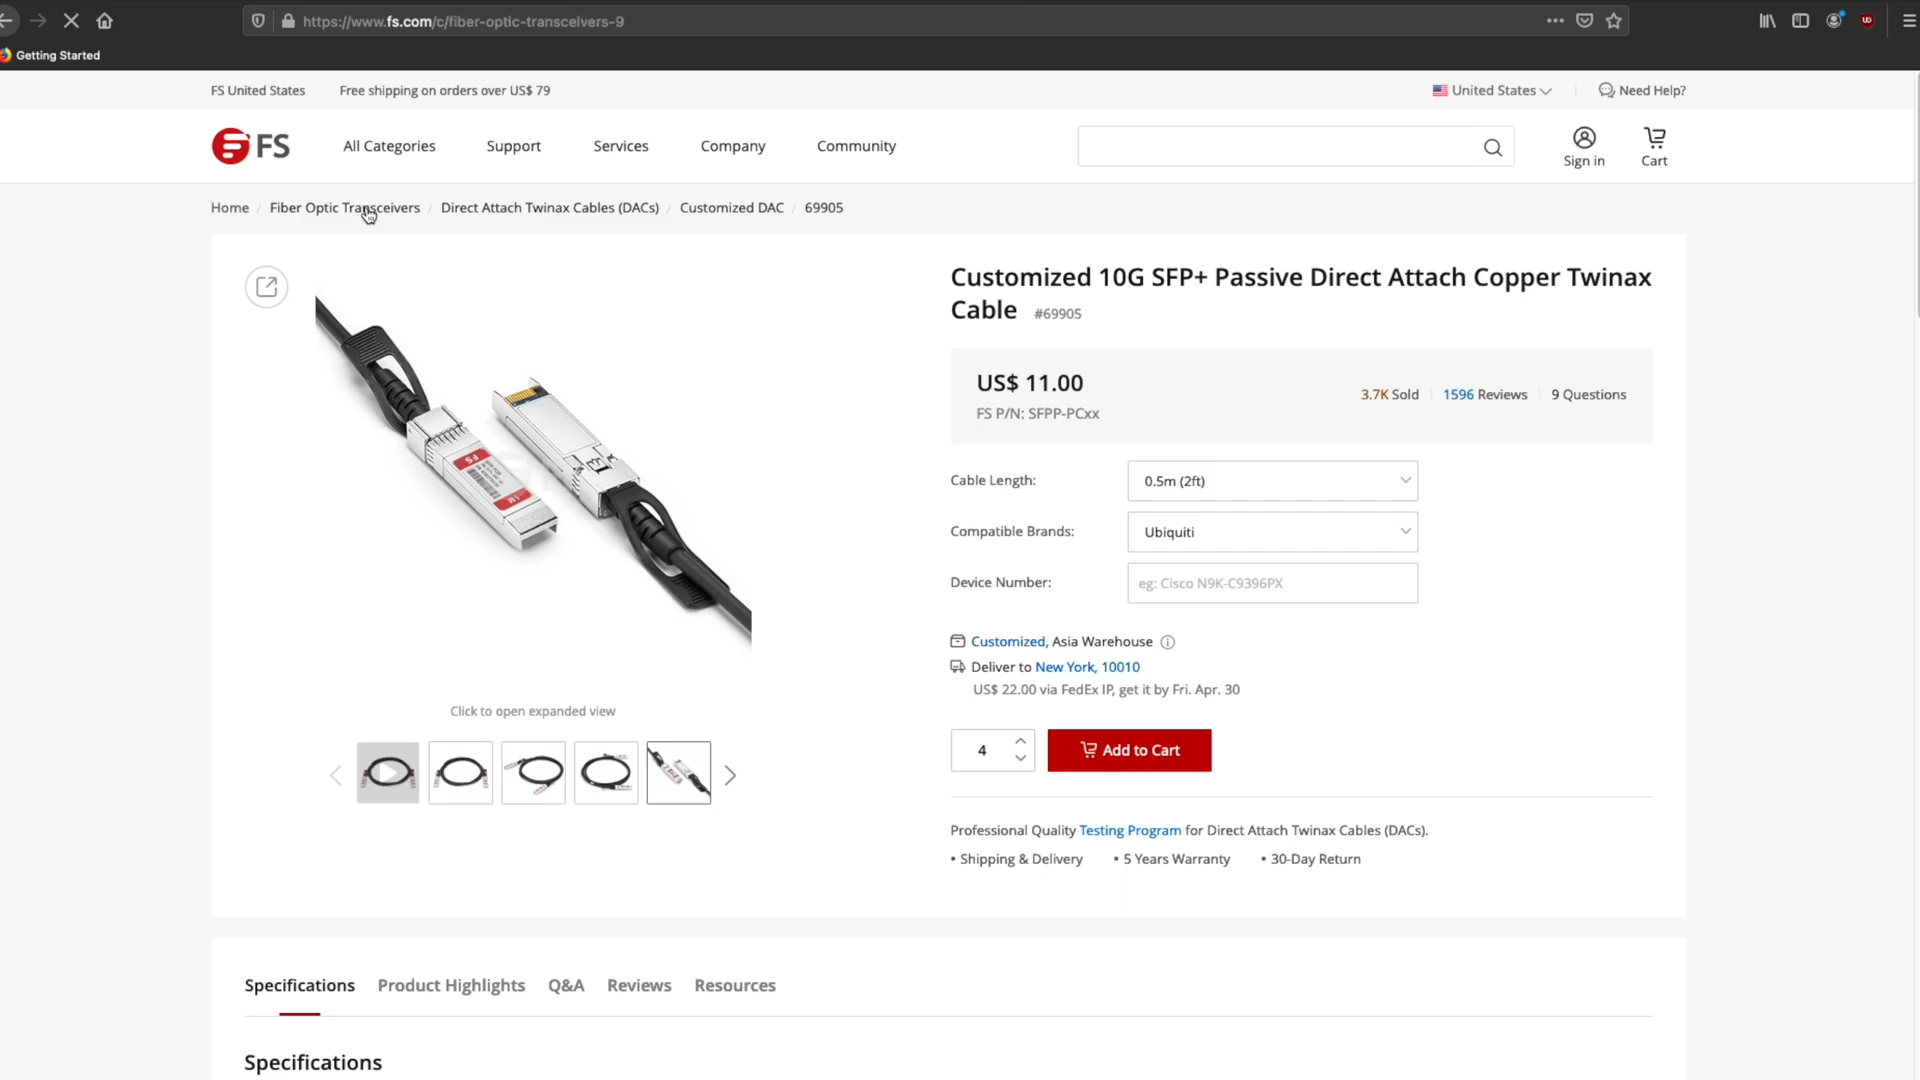 https://www.fs.com/c/fiber-optic-transceivers-9
Getting Started
FS United States
Free shipping on orders over US$ 79
United States
Need Help?
FS
All Categories
Support
Services
Company
Community
Sign in
Cart
Home / Fiber Optic Transceivers / Direct Attach Twinax Cables (DACs) / Customized DAC / 69905
Customized 10G SFP+ Passive Direct Attach Copper Twinax
Cable #69905
US$ 11.00
FS P/N: SFPP-PCxx
3.7K Sold
1596 Reviews
9 Questions
Cable Length:
0.5m (2ft)
Compatible Brands:
Ubiquiti
Device Number:
eg: Cisco N9K-C9396PX
Customized, Asia Warehouse
Deliver to New York, 10010
US$ 22.00 via FedEx IP, get it by Fri. Apr. 30
4
Add to Cart
FS
1M
Click to open expanded view
Professional Quality Testing Program for Direct Attach Twinax Cables (DACs).
• Shipping & Delivery
• 5 Years Warranty
• 30-Day Return
Specifications
Product Highlights
Q&A
Reviews
Resources
Specifications